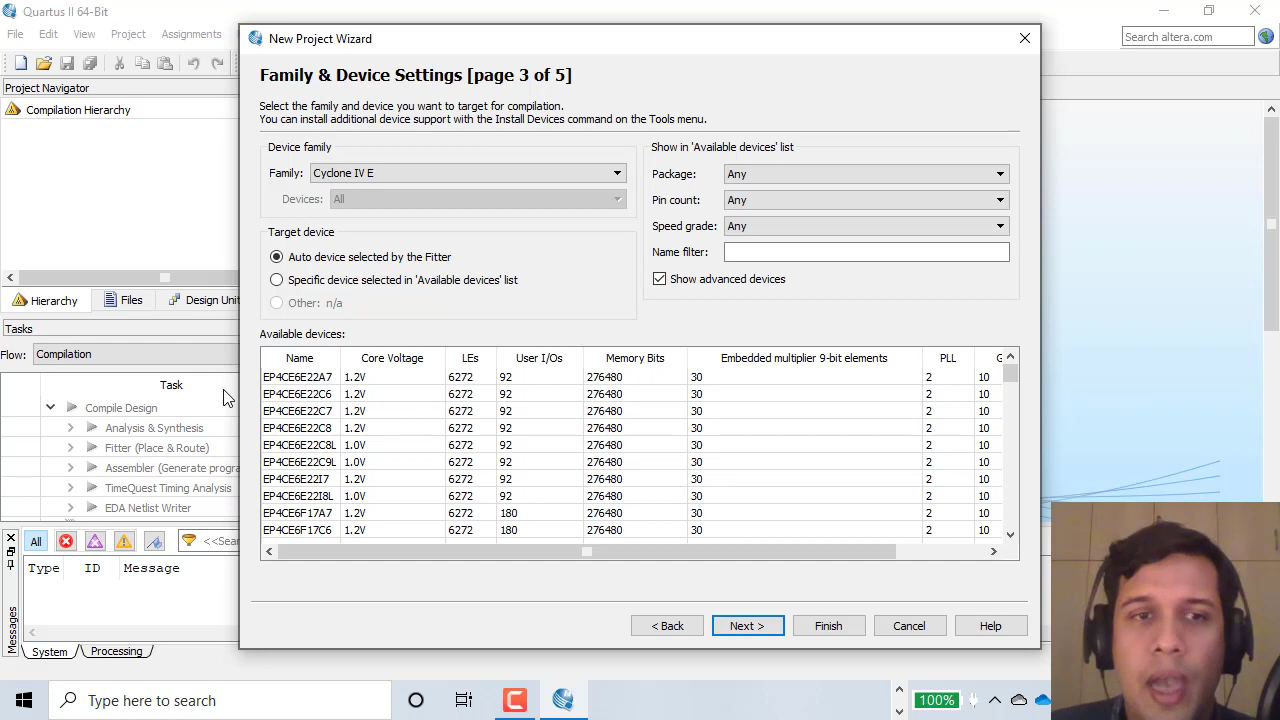 Quartus II 64-Bit
File Edit View Project Assignments
Search altera.com
Project Navigator
Compilation Hierarchy
Hierarchy Files Design Unit
Tasks
Flow: Compilation
Task
Compile Design
Analysis & Synthesis
Fitter (Place & Route)
Assembler (Generate progra
TimeQuest Timing Analysis
EDA Netlist Writer
All <<Sear
Type ID Message
Messages
System Processing
New Project Wizard
Family & Device Settings [page 3 of 5]
Select the family and device you want to target for compilation.
You can install additional device support with the Install Devices command on the Tools menu.
Device family
Family: Cyclone IV E
Devices: All
Target device
Auto device selected by the Fitter
Specific device selected in 'Available devices' list
Other: n/a
Show in 'Available devices' list
Package: Any
Pin count: Any
Speed grade: Any
Name filter:
Show advanced devices
Available devices:
Name Core Voltage LEs User I/Os Memory Bits Embedded multiplier 9-bit elements PLL G
EP4CE6E22A7 1.2V 6272 92 276480 30 2 10
EP4CE6E22C6 1.2V 6272 92 276480 30 2 10
EP4CE6E22C7 1.2V 6272 92 276480 30 2 10
EP4CE6E22C8 1.2V 6272 92 276480 30 2 10
EP4CE6E22C8L 1.0V 6272 92 276480 30 2 10
EP4CE6E22C9L 1.0V 6272 92 276480 30 2 10
EP4CE6E22I7 1.2V 6272 92 276480 30 2 10
EP4CE6E22I8L 1.0V 6272 92 276480 30 2 10
EP4CE6F17A7 1.2V 6272 180 276480 30 2 10
EP4CE6F17C6 1.2V 6272 180 276480 30 2 10
< Back Next > Finish Cancel Help
Type here to search
100%